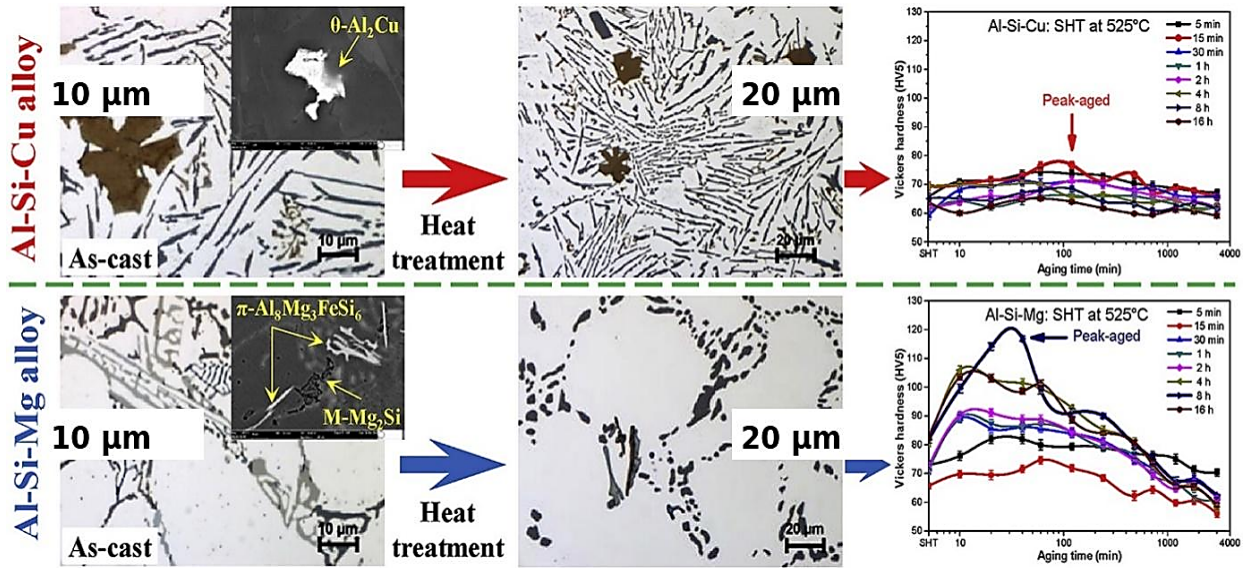 Al-Si-Cu alloy
10 μm
As-cast
10 μm
θ-Al₂Cu
Heat
treatment
20 μm
20 μm
Al-Si-Cu: SHT at 525°C
5 min
15 min
30 min
1 h
2 h
4 h
8 h
16 h
Peak-aged
Vickers hardness (HV5)
130
120
110
100
90
80
70
60
50
SHT 10 100 1000 4000
Aging time (min)
Al-Si-Mg alloy
10 μm
As-cast
10 μm
π-Al₈Mg₃FeSi₆
M-Mg₂Si
Heat
treatment
20 μm
20 μm
Al-Si-Mg: SHT at 525°C
5 min
15 min
30 min
1 h
2 h
4 h
8 h
16 h
Peak-aged
Vickers hardness (HV5)
130
120
110
100
90
80
70
60
50
SHT 10 100 1000 4000
Aging time (min)